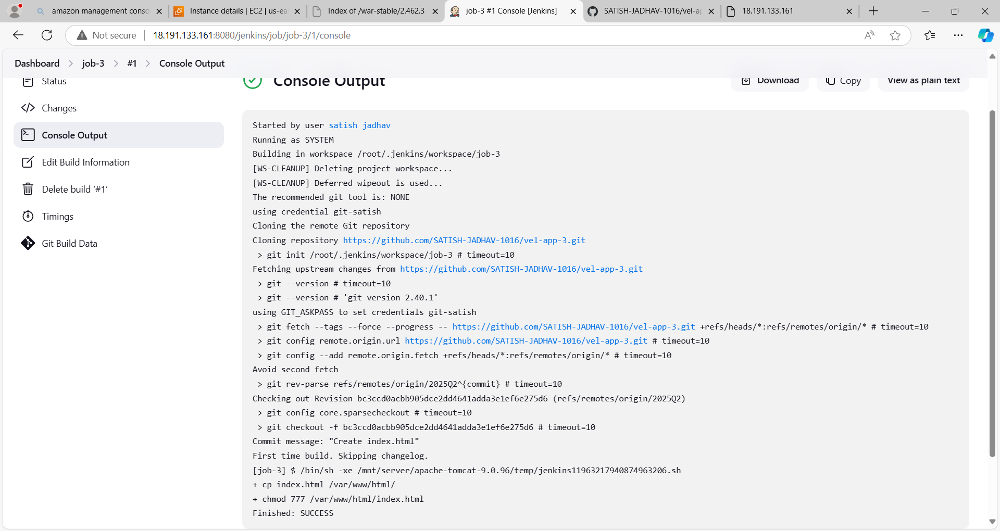 amazon management conso
Instance details | EC2 | us-eas
Index of /war-stable/2.462.3
job-3 #1 Console [Jenkins]
SATISH-JADHAV-1016/vel-ap
18.191.133.161
Not secure
18.191.133.161:8080/jenkins/job/job-3/1/console
Dashboard
job-3
#1
Console Output
Status
Console Output
Download
Copy
View as plain text
Changes
Console Output
Edit Build Information
Delete build ‘#1’
Timings
Git Build Data
Started by user satish jadhav
Running as SYSTEM
Building in workspace /root/.jenkins/workspace/job-3
[WS-CLEANUP] Deleting project workspace...
[WS-CLEANUP] Deferred wipeout is used...
The recommended git tool is: NONE
using credential git-satish
Cloning the remote Git repository
Cloning repository https://github.com/SATISH-JADHAV-1016/vel-app-3.git
> git init /root/.jenkins/workspace/job-3 # timeout=10
Fetching upstream changes from https://github.com/SATISH-JADHAV-1016/vel-app-3.git
> git --version # timeout=10
> git --version # 'git version 2.40.1'
using GIT_ASKPASS to set credentials git-satish
> git fetch --tags --force --progress -- https://github.com/SATISH-JADHAV-1016/vel-app-3.git +refs/heads/*:refs/remotes/origin/* # timeout=10
> git config remote.origin.url https://github.com/SATISH-JADHAV-1016/vel-app-3.git # timeout=10
> git config --add remote.origin.fetch +refs/heads/*:refs/remotes/origin/* # timeout=10
Avoid second fetch
> git rev-parse refs/remotes/origin/2025Q2^{commit} # timeout=10
Checking out Revision bc3ccd0acbb905dce2dd4641adda3e1ef6e275d6 (refs/remotes/origin/2025Q2)
> git config core.sparsecheckout # timeout=10
> git checkout -f bc3ccd0acbb905dce2dd4641adda3e1ef6e275d6 # timeout=10
Commit message: "Create index.html"
First time build. Skipping changelog.
[job-3] $ /bin/sh -xe /mnt/server/apache-tomcat-9.0.96/temp/jenkins11963217940874963206.sh
+ cp index.html /var/www/html/
+ chmod 777 /var/www/html/index.html
Finished: SUCCESS